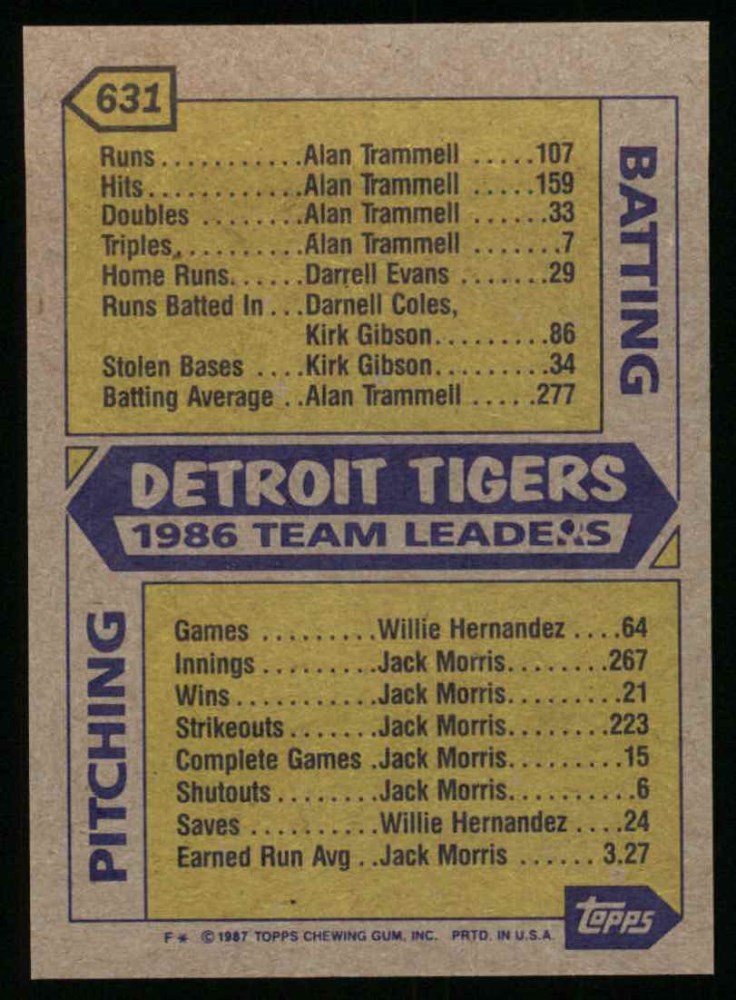 631
BATTING
Runs...........Alan Trammell .....107
Hits............Alan Trammell .....159
Doubles ........Alan Trammell ......33
Triples..........Alan Trammell .......7
Home Runs.......Darrell Evans .......29
Runs Batted In...Darnell Coles,
Kirk Gibson.........86
Stolen Bases ....Kirk Gibson.........34
Batting Average ..Alan Trammell .....277
DETROIT TIGERS
1986 TEAM LEADERS
PITCHING
Games .........Willie Hernandez ....64
Innings .........Jack Morris........267
Wins...........Jack Morris.........21
Strikeouts.......Jack Morris........223
Complete Games .Jack Morris.........15
Shutouts........Jack Morris..........6
Saves ..........Willie Hernandez ....24
Earned Run Avg ..Jack Morris ...... 3.27
topps
F* © 1987 TOPPS CHEWING GUM, INC. PRTD. IN U.S.A.